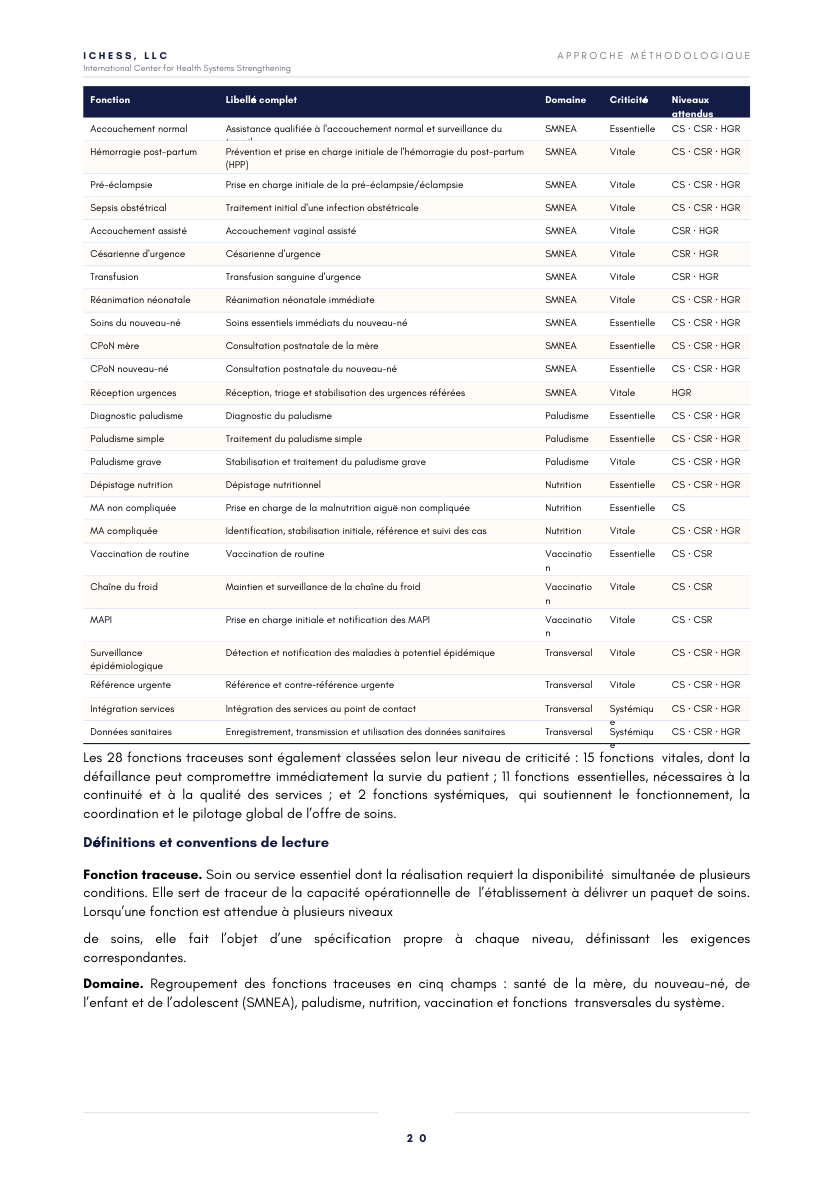 ICHESS, LLC
APPROCHE MÉTHODOLOGIQUE
International Center for Health Systems Strengthening
Fonction Libellé complet Domaine Criticité Niveaux attendus
Accouchement normal Assistance qualifiée à l'accouchement normal et surveillance du SMNEA Essentielle CS · CSR · HGR
Hémorragie post-partum Prévention et prise en charge initiale de l'hémorragie du post-partum SMNEA Vitale CS · CSR · HGR
(HPP)
Pré-éclampsie Prise en charge initiale de la pré-éclampsie/éclampsie SMNEA Vitale CS · CSR · HGR
Sepsis obstétrical Traitement initial d'une infection obstétricale SMNEA Vitale CS · CSR · HGR
Accouchement assisté Accouchement vaginal assisté SMNEA Vitale CSR · HGR
Césarienne d'urgence Césarienne d'urgence SMNEA Vitale CSR · HGR
Transfusion Transfusion sanguine d'urgence SMNEA Vitale CSR · HGR
Réanimation néonatale Réanimation néonatale immédiate SMNEA Vitale CS · CSR · HGR
Soins du nouveau-né Soins essentiels immédiats du nouveau-né SMNEA Essentielle CS · CSR · HGR
CPoN mère Consultation postnatale de la mère SMNEA Essentielle CS · CSR · HGR
CPoN nouveau-né Consultation postnatale du nouveau-né SMNEA Essentielle CS · CSR · HGR
Réception urgences Réception, triage et stabilisation des urgences référées SMNEA Vitale HGR
Diagnostic paludisme Diagnostic du paludisme Paludisme Essentielle CS · CSR · HGR
Paludisme simple Traitement du paludisme simple Paludisme Essentielle CS · CSR · HGR
Paludisme grave Stabilisation et traitement du paludisme grave Paludisme Vitale CS · CSR · HGR
Dépistage nutrition Dépistage nutritionnel Nutrition Essentielle CS · CSR · HGR
MA non compliquée Prise en charge de la malnutrition aiguë non compliquée Nutrition Essentielle CS
MA compliquée Identification, stabilisation initiale, référence et suivi des cas Nutrition Vitale CS · CSR · HGR
Vaccination de routine Vaccination de routine Vaccinatio Essentielle CS · CSR
n
Chaîne du froid Maintien et surveillance de la chaîne du froid Vaccinatio Vitale CS · CSR
n
MAPI Prise en charge initiale et notification des MAPI Vaccinatio Vitale CS · CSR
n
Surveillance Détection et notification des maladies à potentiel épidémique Transversal Vitale CS · CSR · HGR
épidémiologique
Référence urgente Référence et contre-référence urgente Transversal Vitale CS · CSR · HGR
Intégration services Intégration des services au point de contact Transversal Systémiqu CS · CSR · HGR
e
Données sanitaires Enregistrement, transmission et utilisation des données sanitaires Transversal Systémiqu CS · CSR · HGR
e
Les 28 fonctions traceuses sont également classées selon leur niveau de criticité : 15 fonctions vitales, dont la
défaillance peut compromettre immédiatement la survie du patient ; 11 fonctions essentielles, nécessaires à la
continuité et à la qualité des services ; et 2 fonctions systémiques, qui soutiennent le fonctionnement, la
coordination et le pilotage global de l'offre de soins.
Définitions et conventions de lecture
Fonction traceuse. Soin ou service essentiel dont la réalisation requiert la disponibilité simultanée de plusieurs
conditions. Elle sert de traceur de la capacité opérationnelle de l'établissement à délivrer un paquet de soins.
Lorsqu'une fonction est attendue à plusieurs niveaux
de soins, elle fait l'objet d'une spécification propre à chaque niveau, définissant les exigences
correspondantes.
Domaine. Regroupement des fonctions traceuses en cinq champs : santé de la mère, du nouveau-né, de
l'enfant et de l'adolescent (SMNEA), paludisme, nutrition, vaccination et fonctions transversales du système.
20